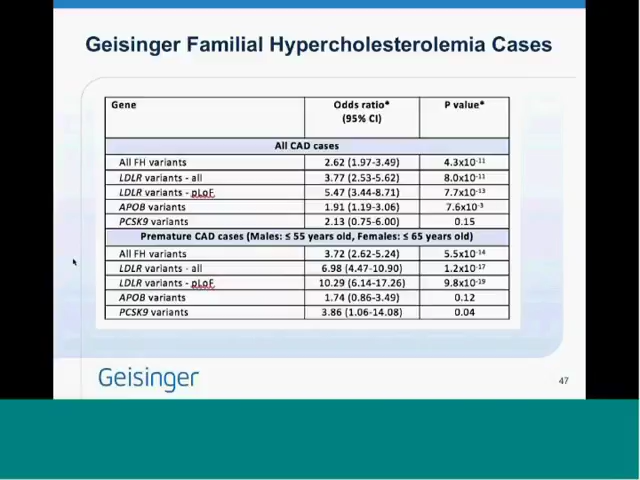 Geisinger Familial Hypercholesterolemia Cases
Gene Odds ratio* P value*
(95% CI)
All CAD cases
All FH variants 2.62 (1.97-3.49) 4.3x10-11
LDLR variants - all 3.77 (2.53-5.62) 8.0x10-11
LDLR variants - pLoF 5.47 (3.44-8.71) 7.7x10-13
APOB variants 1.91 (1.19-3.06) 7.6x10-3
PCSK9 variants 2.13 (0.75-6.00) 0.15
Premature CAD cases (Males: ≤ 55 years old, Females: ≤ 65 years old)
All FH variants 3.72 (2.62-5.24) 5.5x10-14
LDLR variants - all 6.98 (4.47-10.90) 1.2x10-17
LDLR variants - pLoF 10.29 (6.14-17.26) 9.8x10-19
APOB variants 1.74 (0.86-3.49) 0.12
PCSK9 variants 3.86 (1.06-14.08) 0.04
Geisinger
47